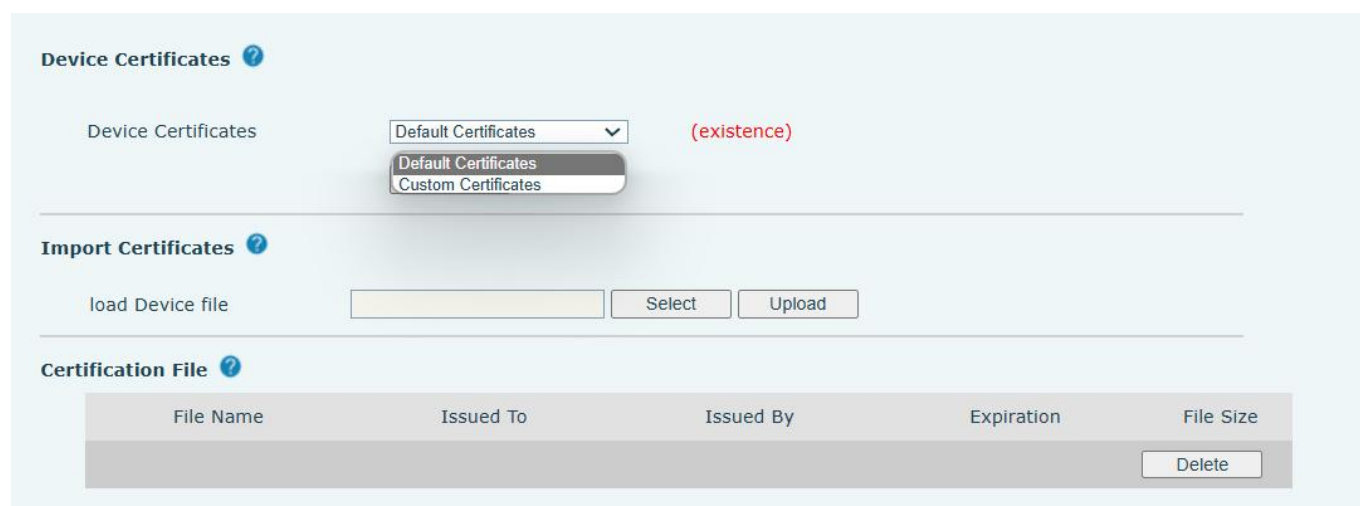 Device Certificates ?
Device Certificates Default Certificates (existence)
Default Certificates
Custom Certificates
Import Certificates ?
load Device file Select Upload
Certification File ?
File Name Issued To Issued By Expiration File Size
Delete